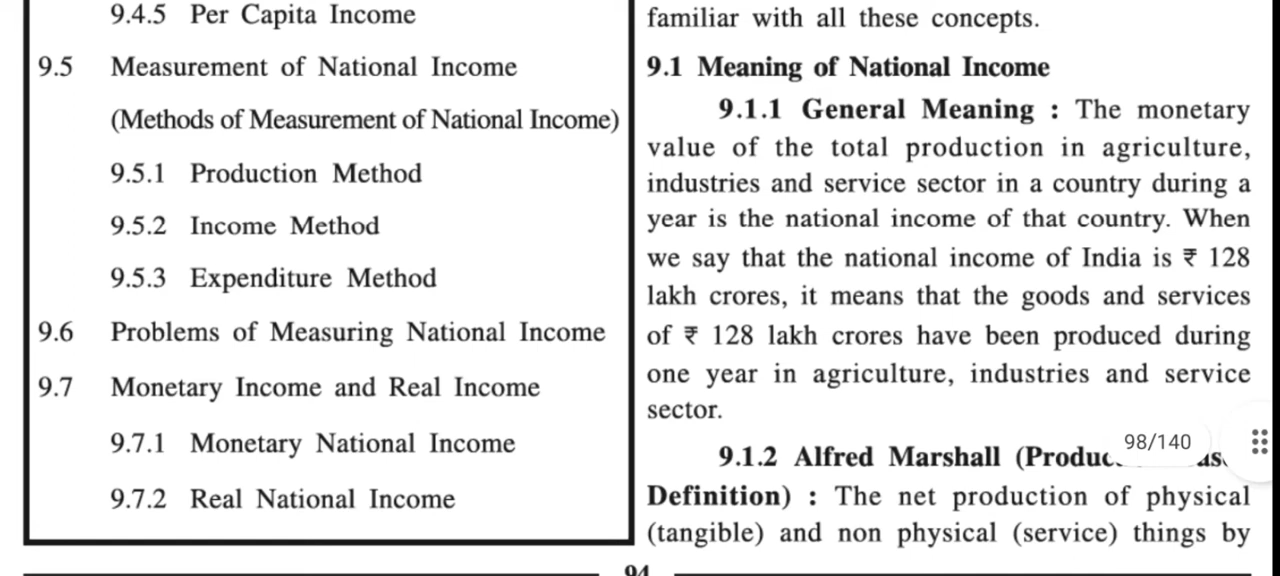 9.4.5 Per Capita Income
9.5 Measurement of National Income
(Methods of Measurement of National Income)
9.5.1 Production Method
9.5.2 Income Method
9.5.3 Expenditure Method
9.6 Problems of Measuring National Income
9.7 Monetary Income and Real Income
9.7.1 Monetary National Income
9.7.2 Real National Income
familiar with all these concepts.
9.1 Meaning of National Income
9.1.1 General Meaning : The monetary
value of the total production in agriculture,
industries and service sector in a country during a
year is the national income of that country. When
we say that the national income of India is ₹ 128
lakh crores, it means that the goods and services
of ₹ 128 lakh crores have been produced during
one year in agriculture, industries and service
sector.
98/140
9.1.2 Alfred Marshall
Definition) : The net production of physical
(tangible) and non physical (service) things by
94